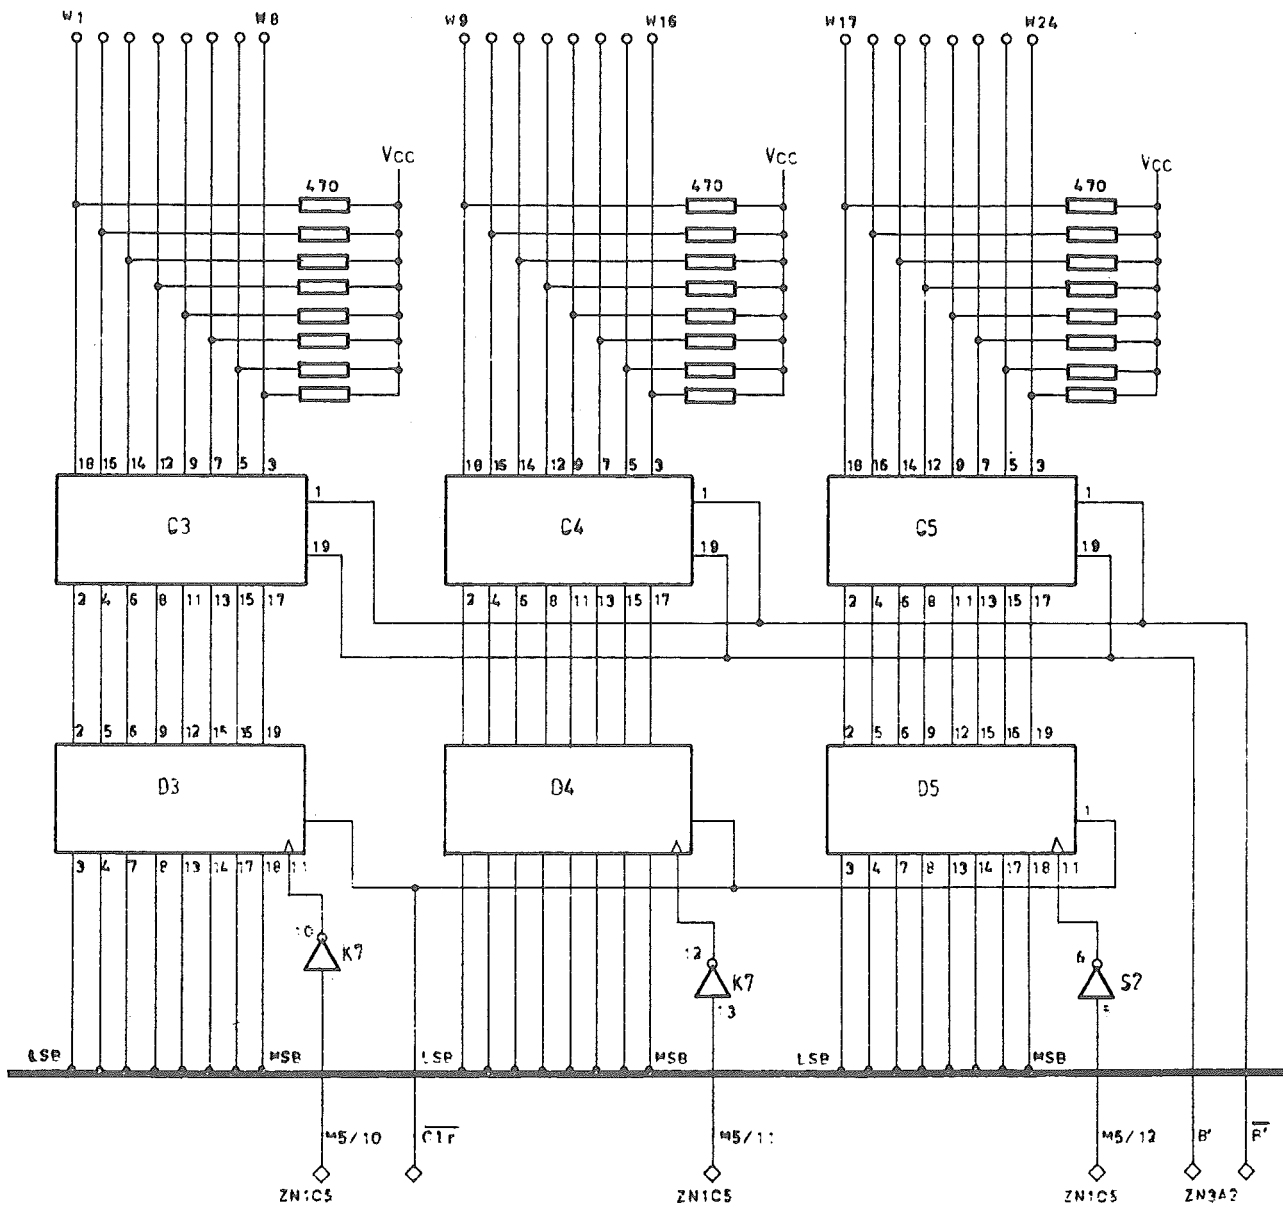 W1 W8 W9 W16 W17 W24
Vcc Vcc Vcc
470 470 470
18 16 14 12 9 7 5 3 18 16 14 12 9 7 5 3 18 16 14 12 9 7 5 3
1 1 1
G3 G4 G5
19 19 19
2 4 6 8 11 13 15 17 2 4 6 8 11 13 15 17 2 4 6 8 11 13 15 17
2 5 6 9 12 15 16 19 2 5 6 9 12 15 16 19
D3 D4 D5
1
3 4 7 8 13 14 17 18 11 3 4 7 8 13 14 17 18 11
10 K7 12 K7 6 S2
13
LSB MSB LSB MSB LSB MSB
M5/10 Clr M5/11 M5/12 B' B'
ZN1C5 ZN1C5 ZN1C5 ZN3A2